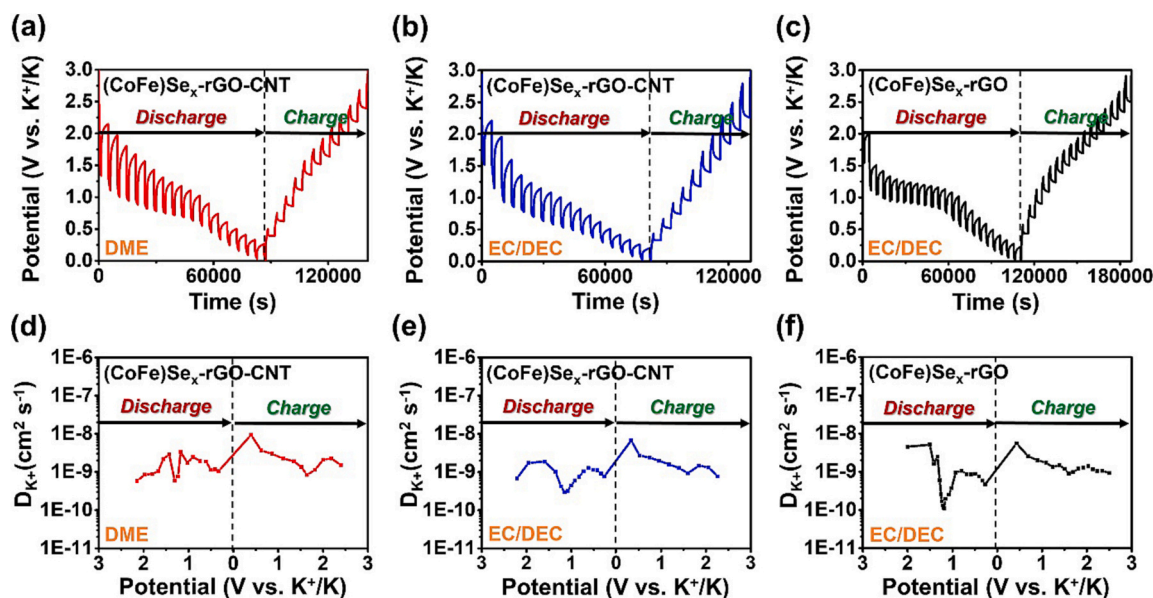 (a)
(b)
(c)
(CoFe)Seₓ-rGO-CNT
Discharge
Charge
DME
3.0
2.5
2.0
1.5
1.0
0.5
0.0
Potential (V vs. K⁺/K)
0
60000
120000
Time (s)
(CoFe)Seₓ-rGO-CNT
Discharge
Charge
EC/DEC
3.0
2.5
2.0
1.5
1.0
0.5
0.0
Potential (V vs. K⁺/K)
0
60000
120000
Time (s)
(CoFe)Seₓ-rGO
Discharge
Charge
EC/DEC
3.0
2.5
2.0
1.5
1.0
0.5
0.0
Potential (V vs. K⁺/K)
0
60000
120000
180000
Time (s)
(d)
(e)
(f)
(CoFe)Seₓ-rGO-CNT
Discharge
Charge
DME
1E-6
1E-7
1E-8
1E-9
1E-10
1E-11
D_K+(cm² s⁻¹)
3 2 1 0 1 2 3
Potential (V vs. K⁺/K)
(CoFe)Seₓ-rGO-CNT
Discharge
Charge
EC/DEC
1E-6
1E-7
1E-8
1E-9
1E-10
1E-11
D_K+(cm² s⁻¹)
3 2 1 0 1 2 3
Potential (V vs. K⁺/K)
(CoFe)Seₓ-rGO
Discharge
Charge
EC/DEC
1E-6
1E-7
1E-8
1E-9
1E-10
1E-11
D_K+(cm² s⁻¹)
3 2 1 0 1 2 3
Potential (V vs. K⁺/K)